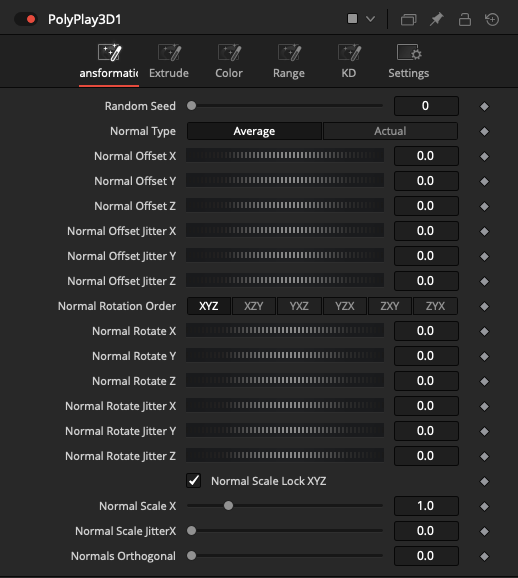 PolyPlay3D1
ansformatic Extrude Color Range KD Settings
Random Seed 0
Normal Type Average Actual
Normal Offset X 0.0
Normal Offset Y 0.0
Normal Offset Z 0.0
Normal Offset Jitter X 0.0
Normal Offset Jitter Y 0.0
Normal Offset Jitter Z 0.0
Normal Rotation Order XYZ XZY YXZ YZX ZXY ZYX
Normal Rotate X 0.0
Normal Rotate Y 0.0
Normal Rotate Z 0.0
Normal Rotate Jitter X 0.0
Normal Rotate Jitter Y 0.0
Normal Rotate Jitter Z 0.0
Normal Scale Lock XYZ
Normal Scale X 1.0
Normal Scale JitterX 0.0
Normals Orthogonal 0.0